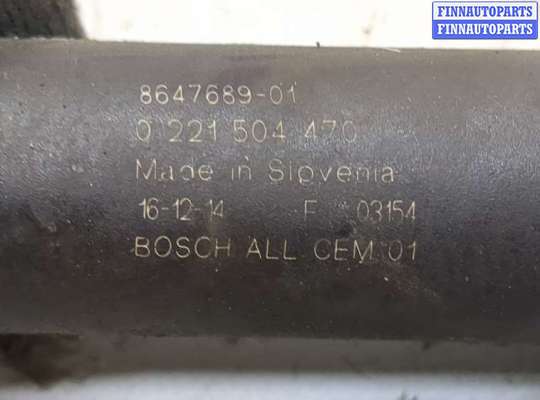 FINNAUTOPARTS
FINNAUTOPARTS
8647689-01
0 221 504 470
Made in Slovenia
16-12-14 F 03154
BOSCH ALL CEM 01